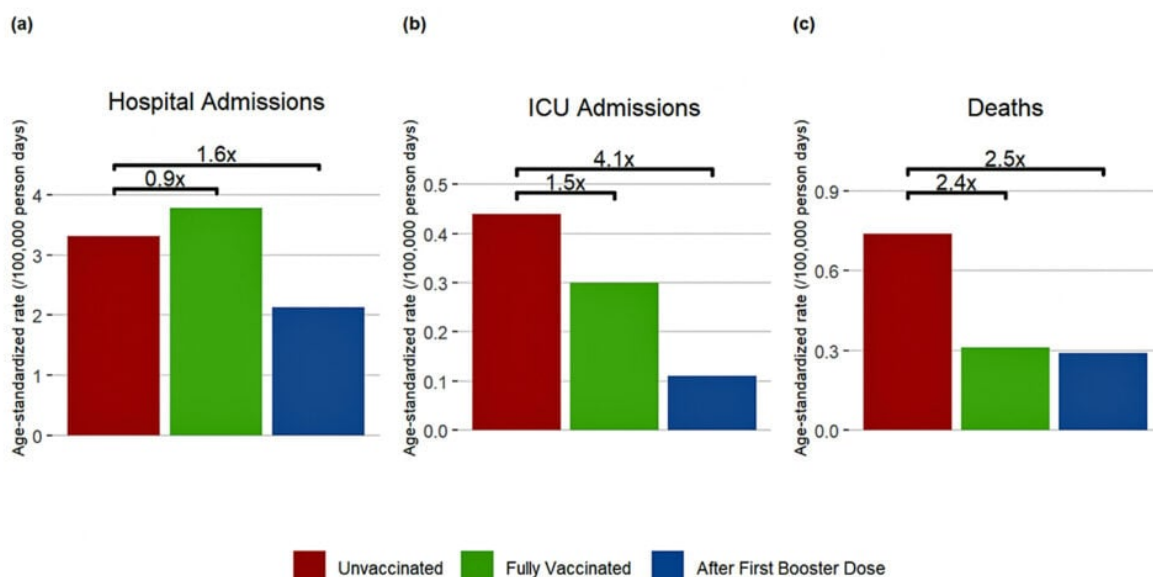 (a)
Hospital Admissions
Age-standardized rate (/100,000 person days)
1.6x
0.9x
4
3
2
1
0
(b)
ICU Admissions
Age-standardized rate (/100,000 person days)
4.1x
1.5x
0.5
0.4
0.3
0.2
0.1
0.0
(c)
Deaths
Age-standardized rate (/100,000 person days)
2.5x
2.4x
0.9
0.6
0.3
0.0
Unvaccinated Fully Vaccinated After First Booster Dose